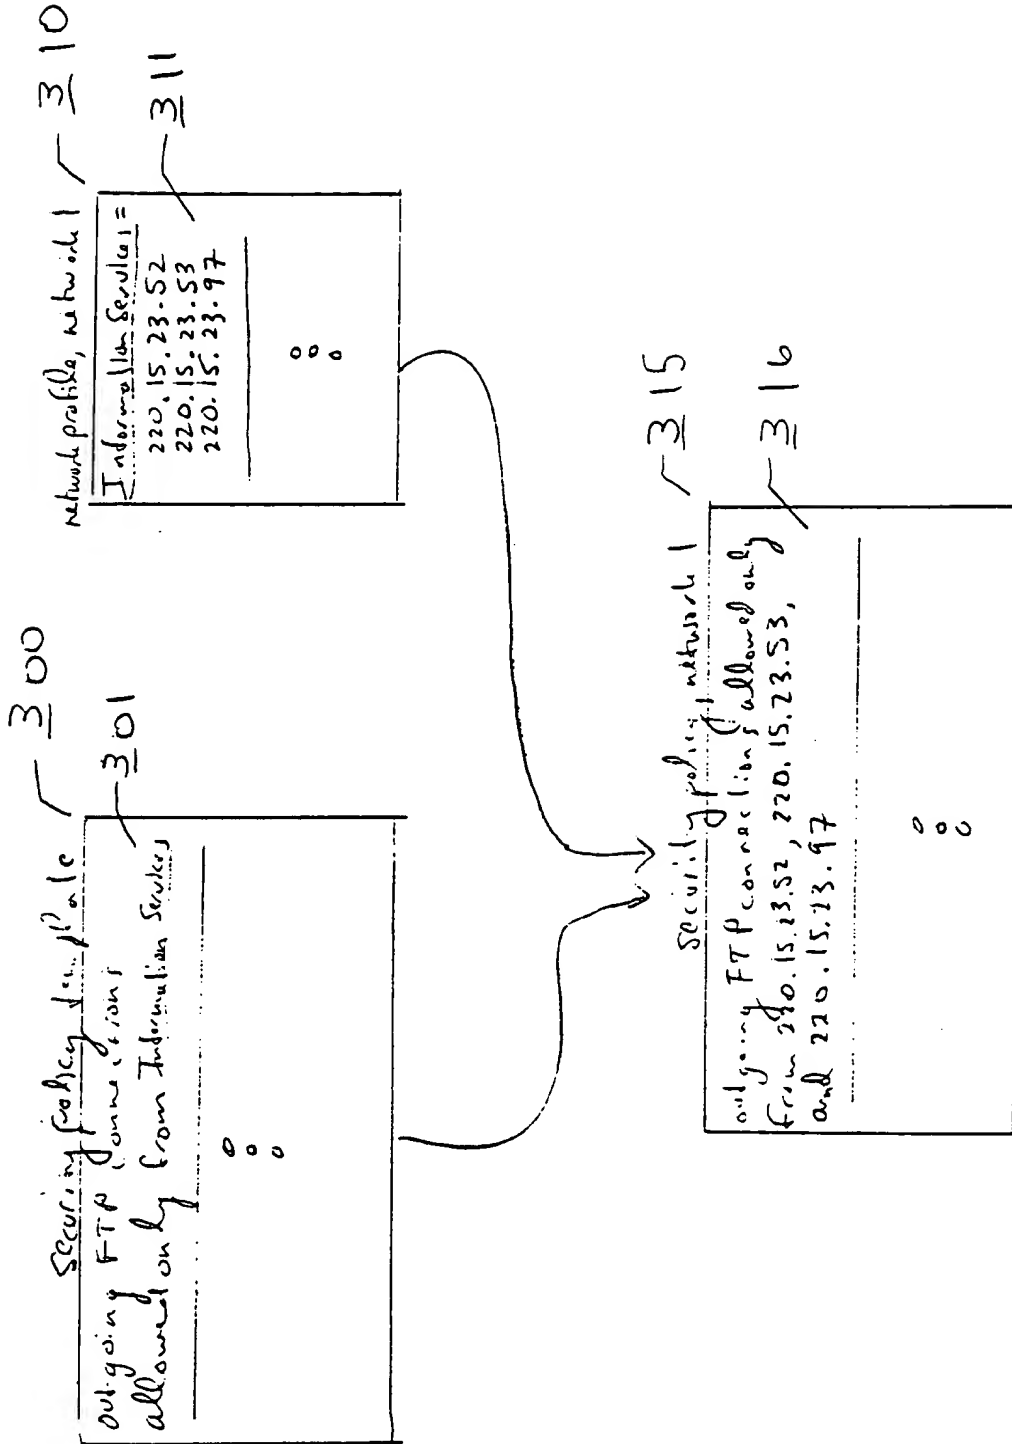 security policy template
300
outgoing FTP connections
allowed only from Information Services
301
network profile, network 1
310
Information Services =
220.15.23.52
220.15.23.53
220.15.23.97
311
security policy, network 1
315
outgoing FTP connections allowed only
from 220.15.23.52, 220.15.23.53,
and 220.15.23.97
316